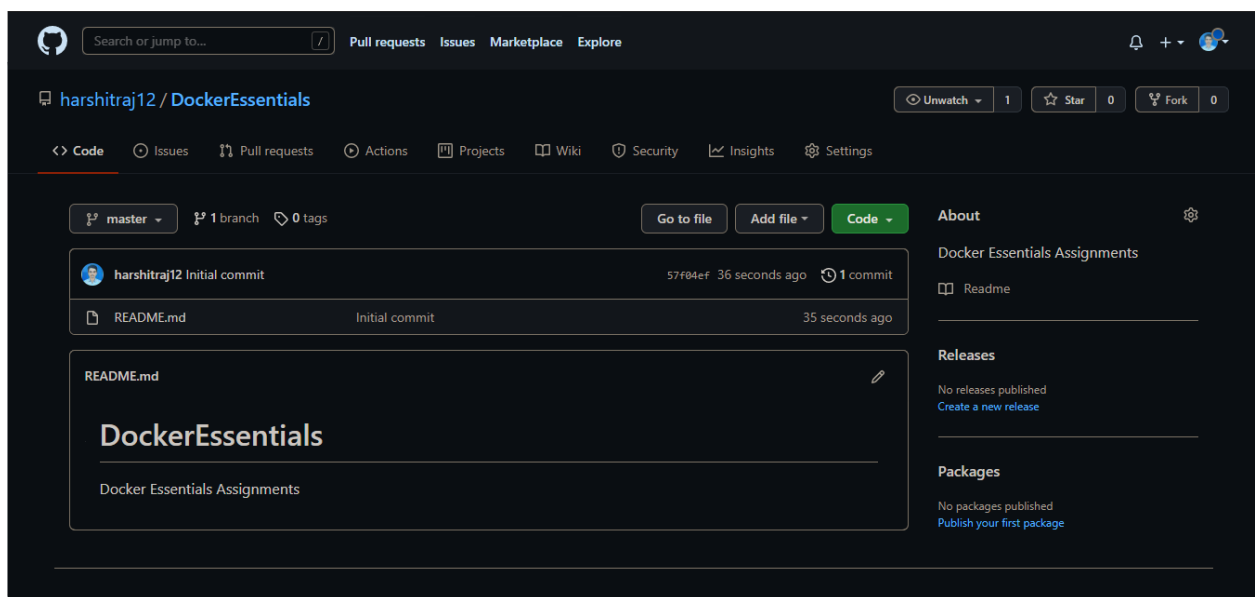 Search or jump to... / Pull requests Issues Marketplace Explore
harshitraj12 / DockerEssentials Unwatch 1 Star 0 Fork 0
<> Code Issues Pull requests Actions Projects Wiki Security Insights Settings
master 1 branch 0 tags Go to file Add file Code
harshitraj12 Initial commit 57f04ef 36 seconds ago 1 commit
README.md Initial commit 35 seconds ago
README.md
DockerEssentials
Docker Essentials Assignments
About
Docker Essentials Assignments
Readme
Releases
No releases published
Create a new release
Packages
No packages published
Publish your first package